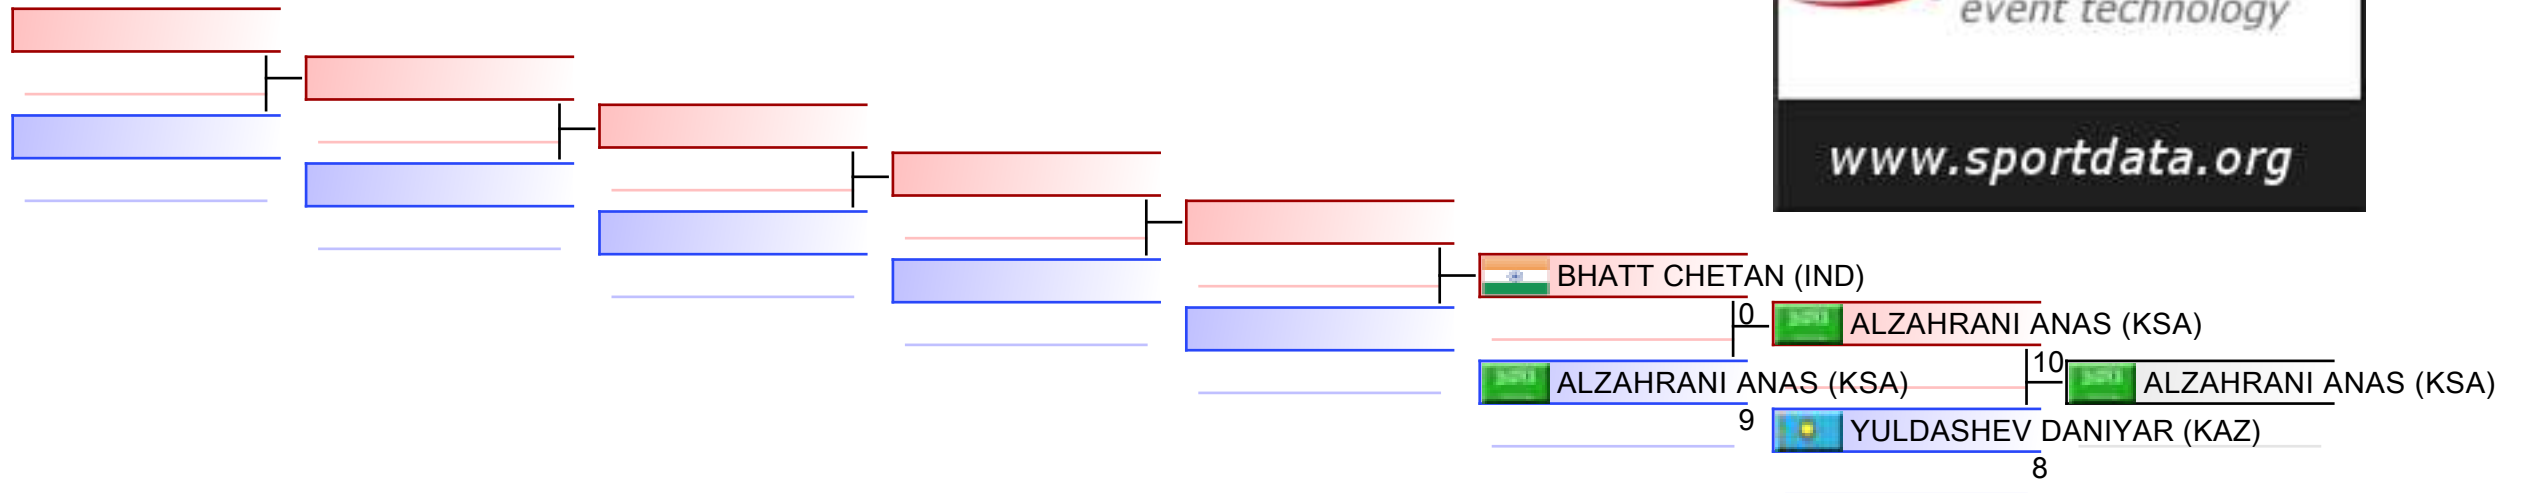 event technology
www.sportdata.org
BHATT CHETAN (IND)
0
ALZAHRANI ANAS (KSA)
10
ALZAHRANI ANAS (KSA)
ALZAHRANI ANAS (KSA)
9
YULDASHEV DANIYAR (KAZ)
8